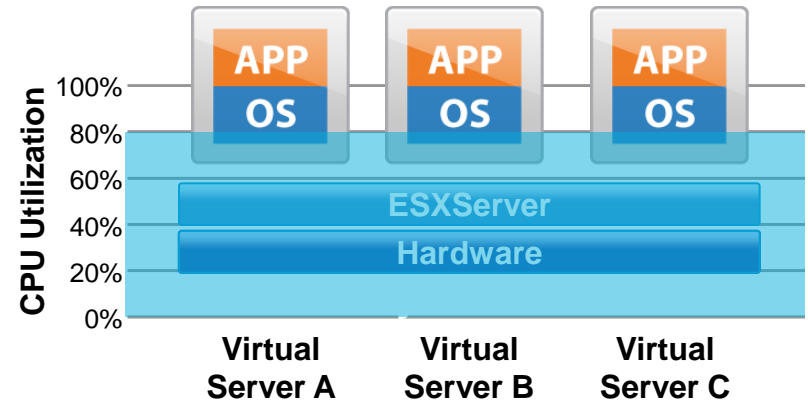 APP APP APP
OS OS OS
100%
80%
60%
40%
20%
0%
CPU Utilization
ESXServer
Hardware
Virtual Server A
Virtual Server B
Virtual Server C